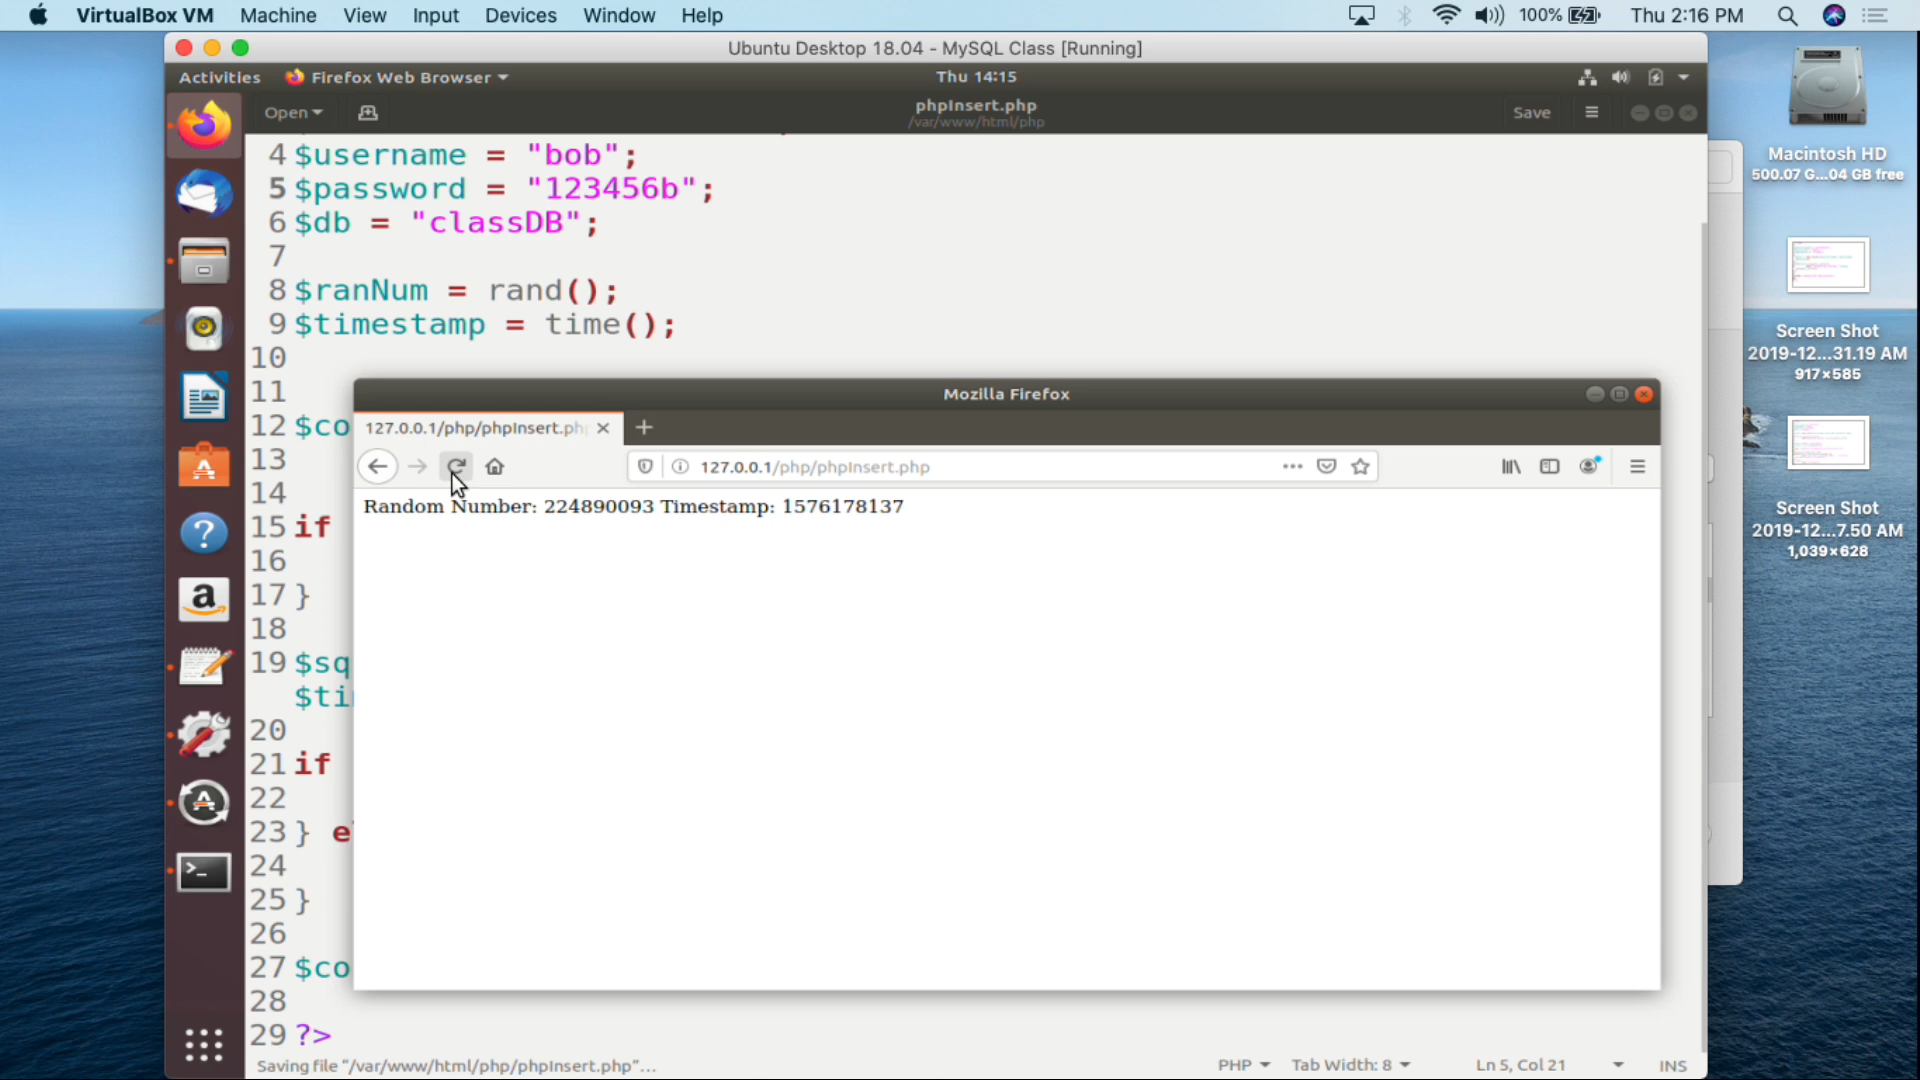 VirtualBox VM Machine View Input Devices Window Help 100% Thu 2:16 PM
Ubuntu Desktop 18.04 - MySQL Class [Running]
Activities Firefox Web Browser Thu 14:15
Open phpInsert.php Save
/var/www/html/php
4 $username = "bob";
5 $password = "123456b";
6 $db = "classDB";
7
8 $ranNum = rand();
9 $timestamp = time();
10
11
12 $co
13
14
15 if
16
17 }
18
19 $sq
$ti
20
21 if
22
23 } el
24
25 }
26
27 $co
28
29 ?>
Mozilla Firefox
127.0.0.1/php/phpInsert.ph
127.0.0.1/php/phpInsert.php
Random Number: 224890093 Timestamp: 1576178137
Saving file "/var/www/html/php/phpInsert.php"... PHP Tab Width: 8 Ln 5, Col 21 INS
Macintosh HD
500.07 G...04 GB free
Screen Shot
2019-12...31.19 AM
917×585
Screen Shot
2019-12...7.50 AM
1,039×628